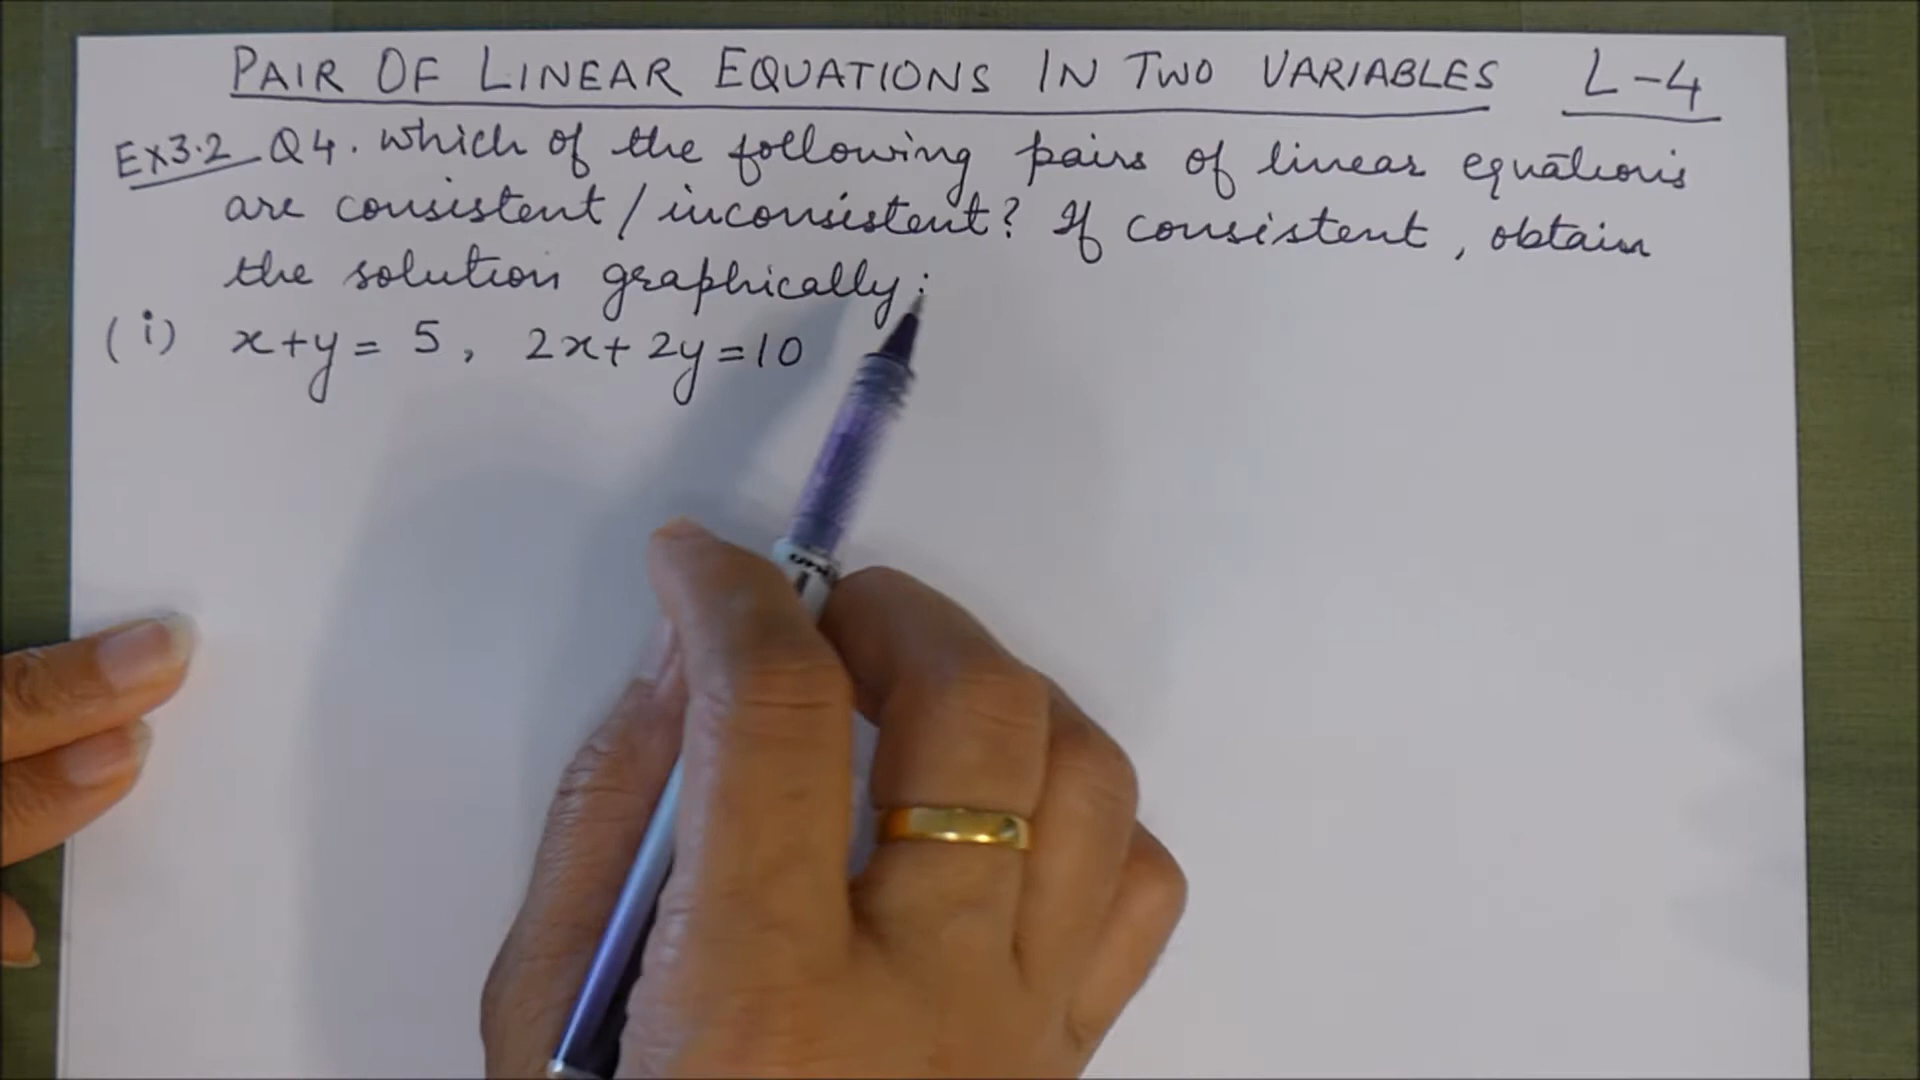 PAIR OF LINEAR EQUATIONS IN TWO VARIABLES L-4
Ex3.2 Q4. Which of the following pairs of linear equations
are consistent/inconsistent? If consistent, obtain
the solution graphically:
(i) x+y= 5, 2x+2y=10
uni